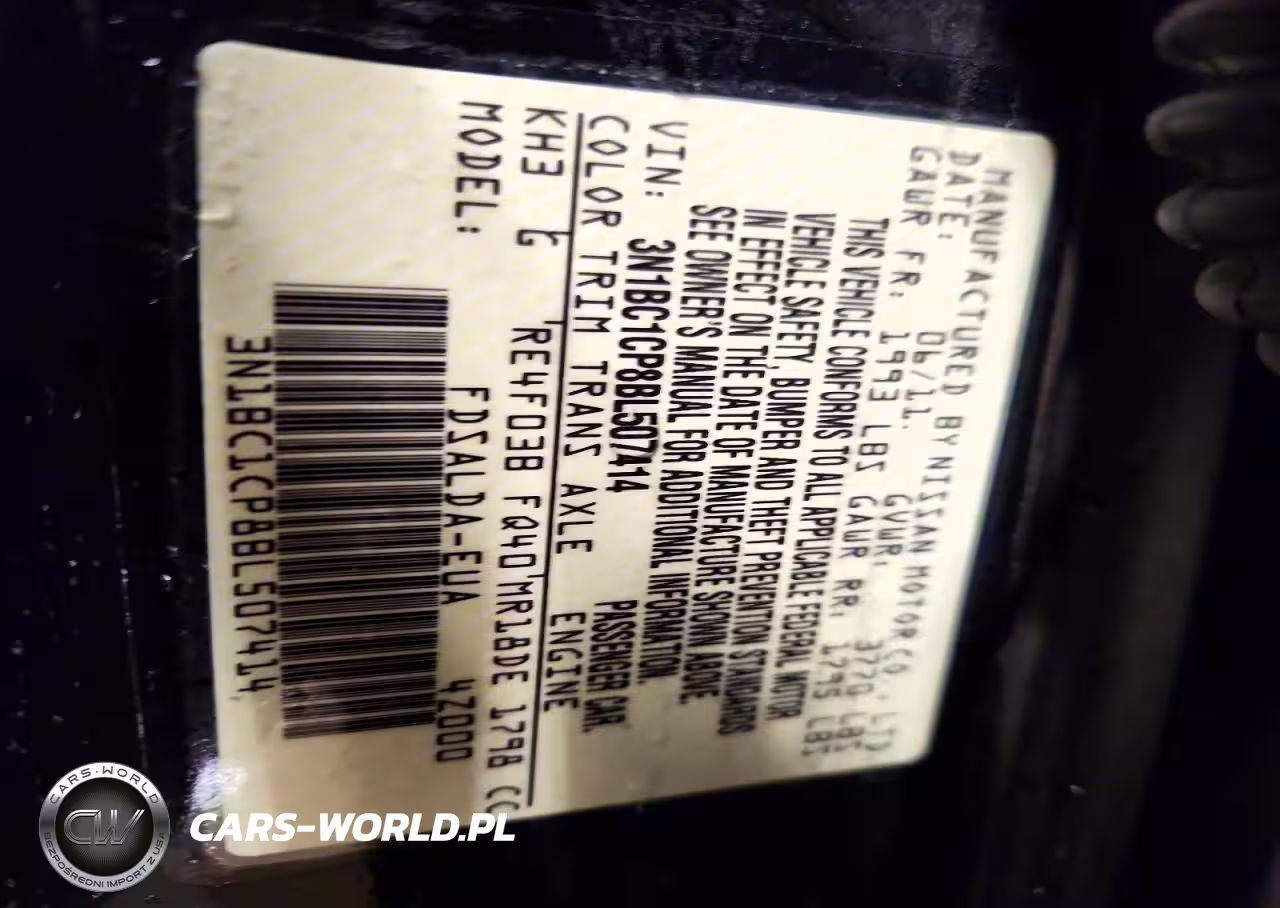 MANUFACTURED BY NISSAN MOTOR CO., LTD
DATE: 06/11. GVWR: 3770 LBS
GAWR FR: 1993 LBS GAWR RR. 1795 LBS
THIS VEHICLE CONFORMS TO ALL APPLICABLE FEDERAL MOTOR
VEHICLE SAFETY, BUMPER AND THEFT PREVENTION STANDARDS
IN EFFECT ON THE DATE OF MANUFACTURE SHOWN ABOVE.
SEE OWNER'S MANUAL FOR ADDITIONAL INFORMATION.
VIN: 3N1BC1CP8BL507414 PASSENGER CAR.
COLOR TRIM TRANS AXLE ENGINE
KH3 G RE4F03B FQ40 MR18DE 1798 CC
MODEL: FDSALDA-EUA 4Z000
3N1BC1CP8BL507414
CARS-WORLD
CW
BEZPOŚREDNI IMPORT Z USA
CARS-WORLD.PL